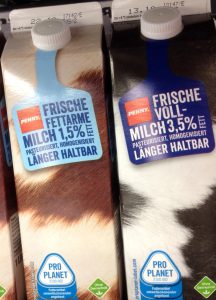 PENNY.
FRISCHE
FETTARME
MILCH 1,5% FETT
PASTEURISIERT, HOMOGENISIERT
LÄNGER HALTBAR
PRO
PLANET
PENNY.
FRISCHE
VOLL-
MILCH 3,5% FETT
PASTEURISIERT, HOMOGENISIERT
LÄNGER HALTBAR
PRO
PLANET